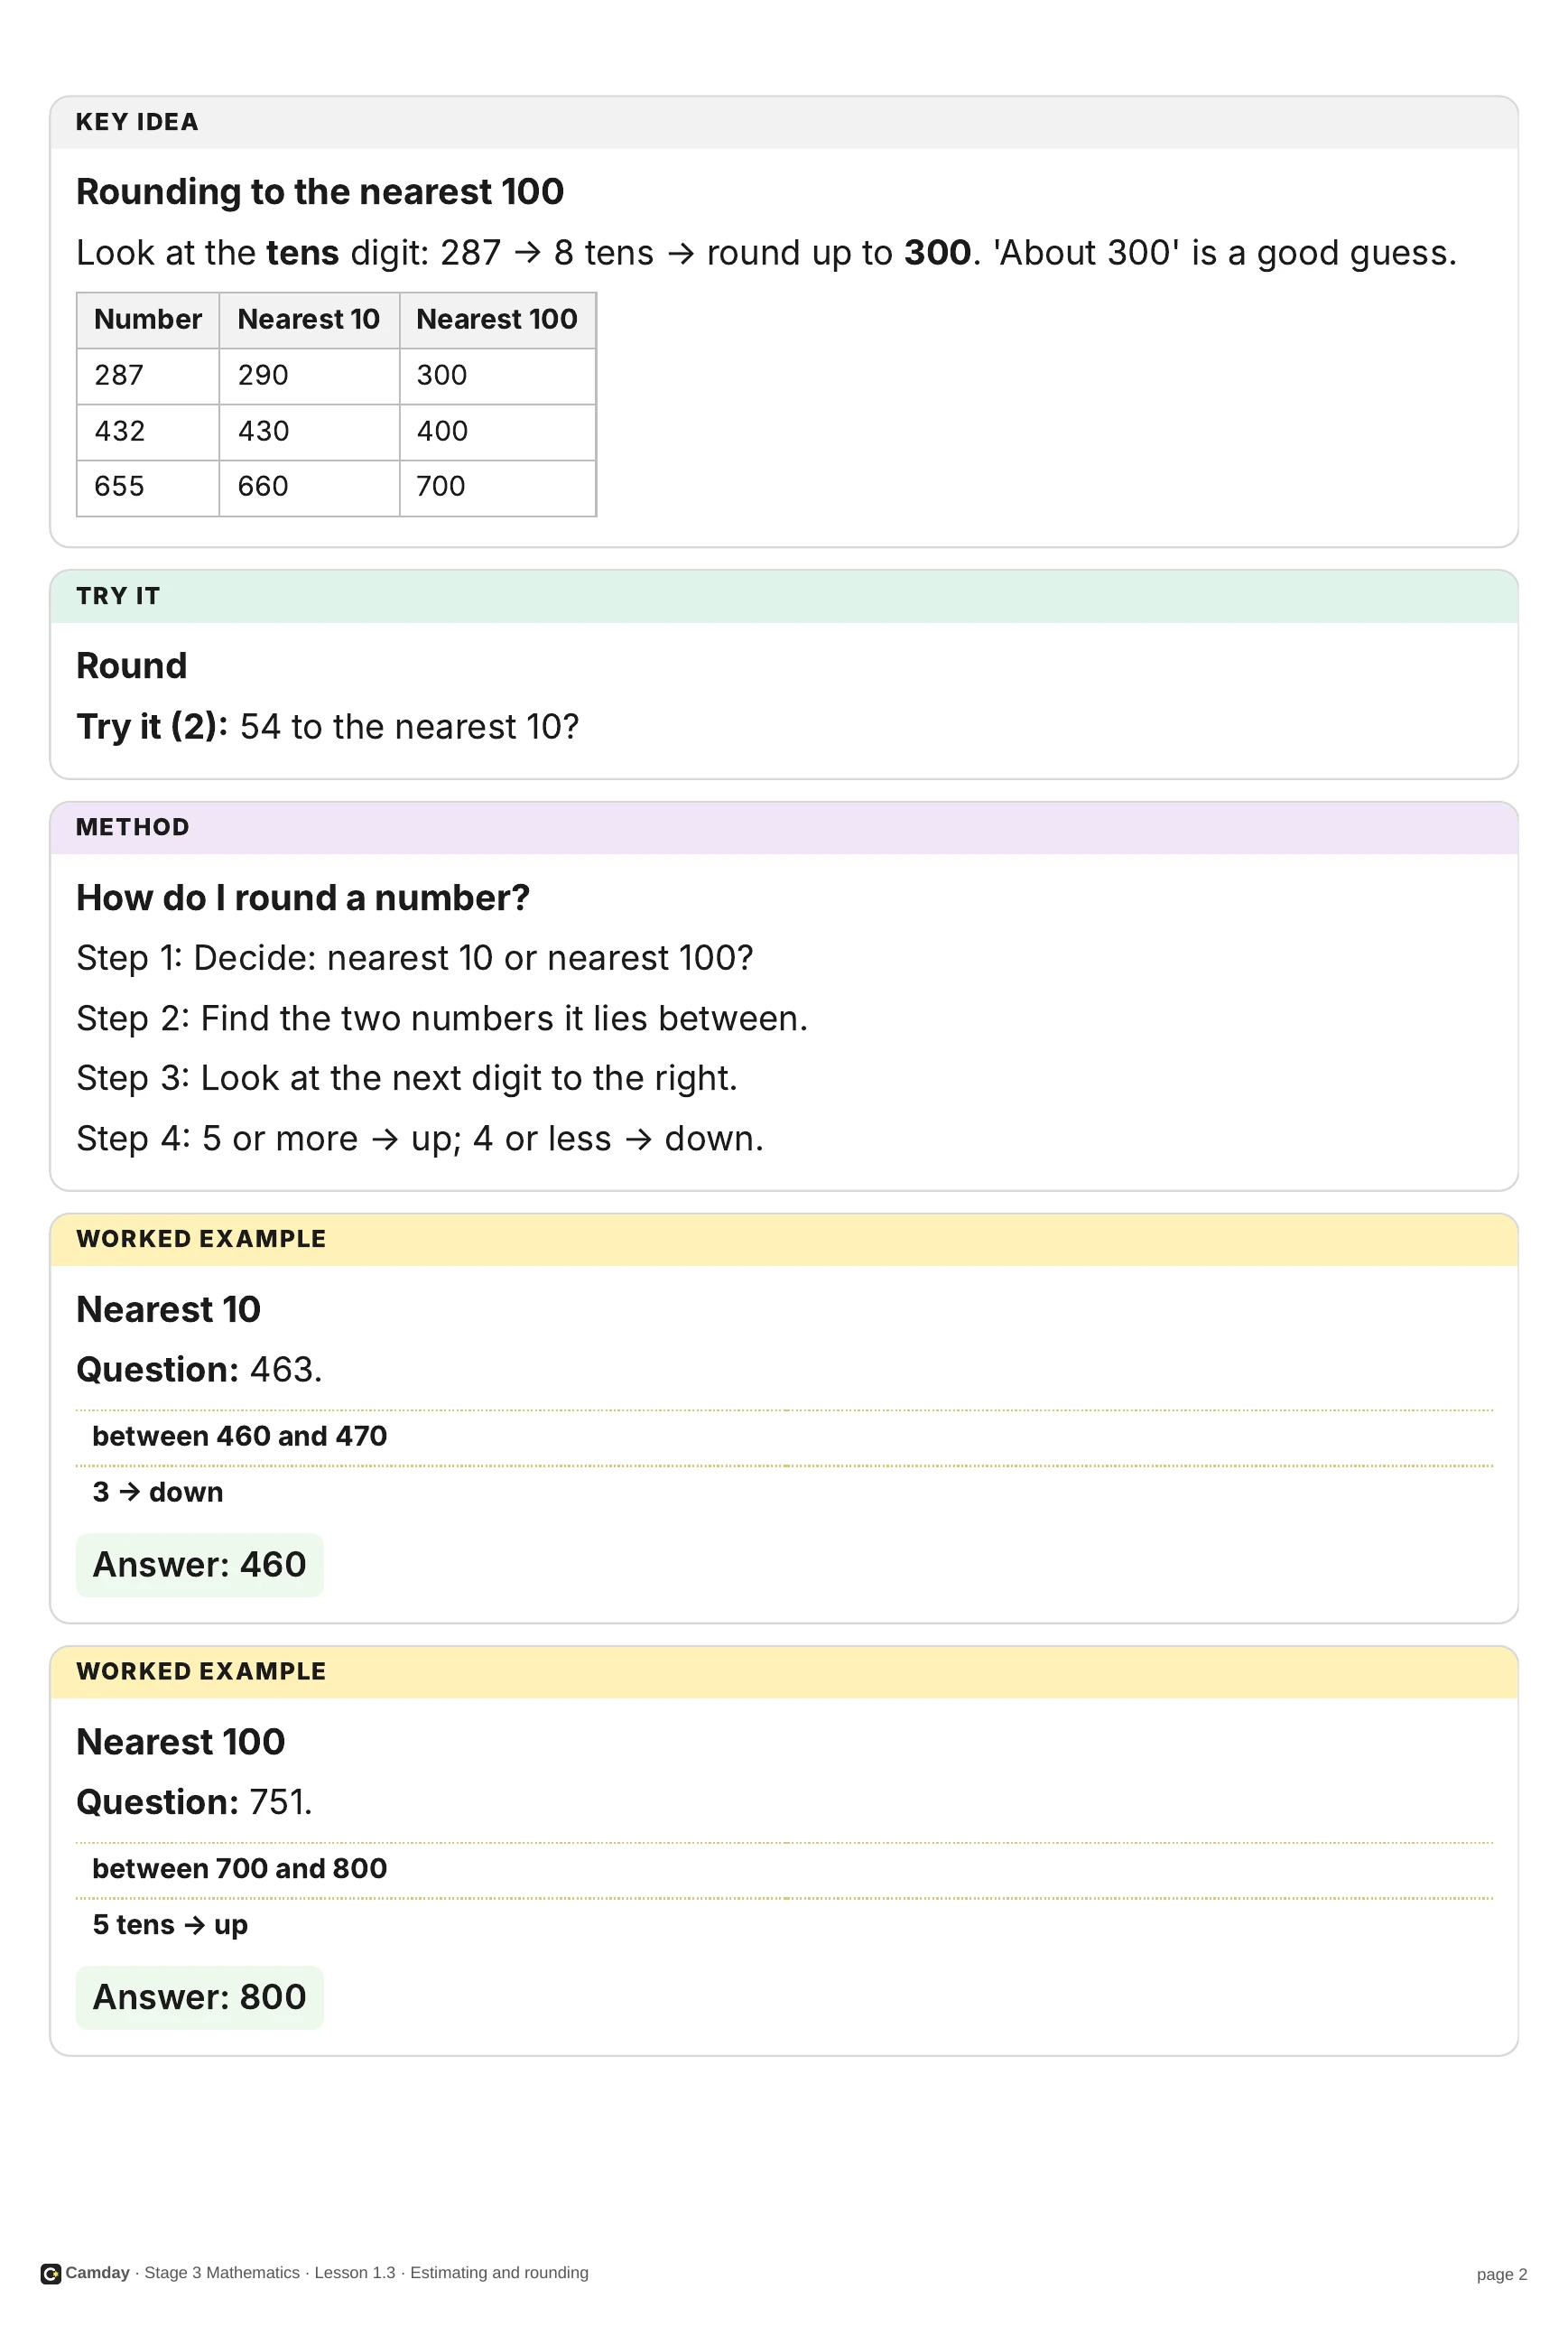 KEY IDEA
Rounding to the nearest 100
Look at the tens digit: 287 → 8 tens → round up to 300. 'About 300' is a good guess.
Number Nearest 10 Nearest 100
287 290 300
432 430 400
655 660 700
TRY IT
Round
Try it (2): 54 to the nearest 10?
METHOD
How do I round a number?
Step 1: Decide: nearest 10 or nearest 100?
Step 2: Find the two numbers it lies between.
Step 3: Look at the next digit to the right.
Step 4: 5 or more → up; 4 or less → down.
WORKED EXAMPLE
Nearest 10
Question: 463.
between 460 and 470
3 → down
Answer: 460
WORKED EXAMPLE
Nearest 100
Question: 751.
between 700 and 800
5 tens → up
Answer: 800
Camday · Stage 3 Mathematics · Lesson 1.3 · Estimating and rounding page 2